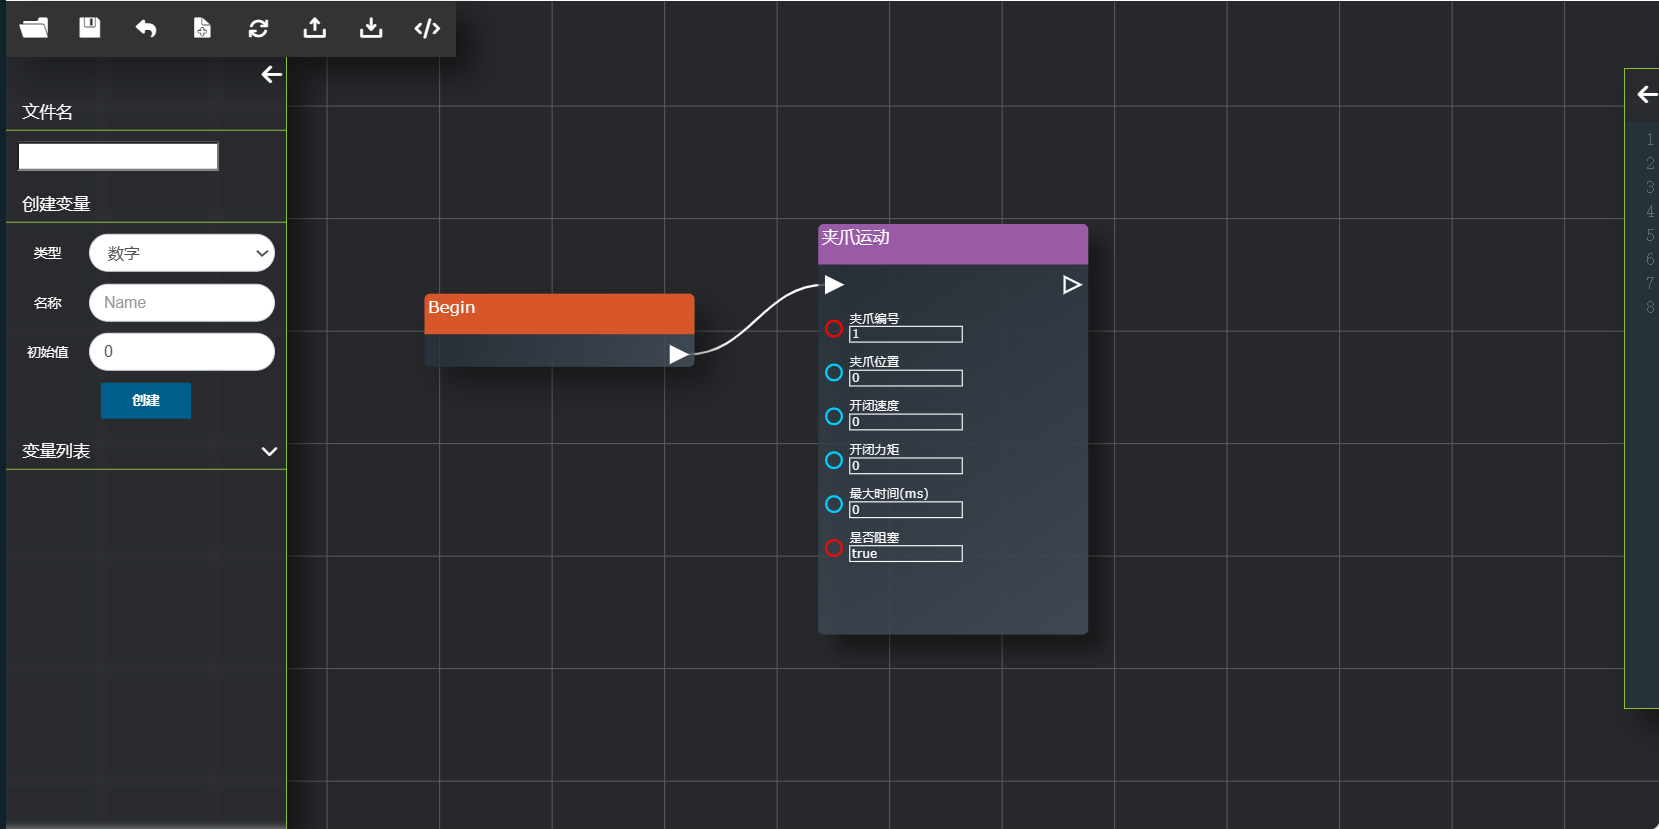 文件名
创建变量
类型
数字
名称
Name
初始值
0
创建
变量列表
Begin
夹爪运动
夹爪编号
1
夹爪位置
0
开闭速度
0
开闭力矩
0
最大时间(ms)
0
是否阻塞
true
1
2
3
4
5
6
7
8